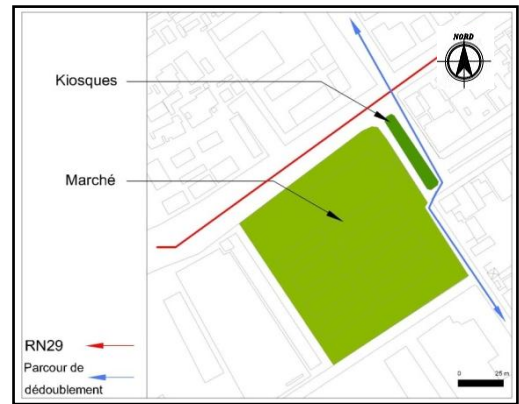 NORD
Kiosques
Marché
RN29
Parcour de
dédoublement
0 25 m.